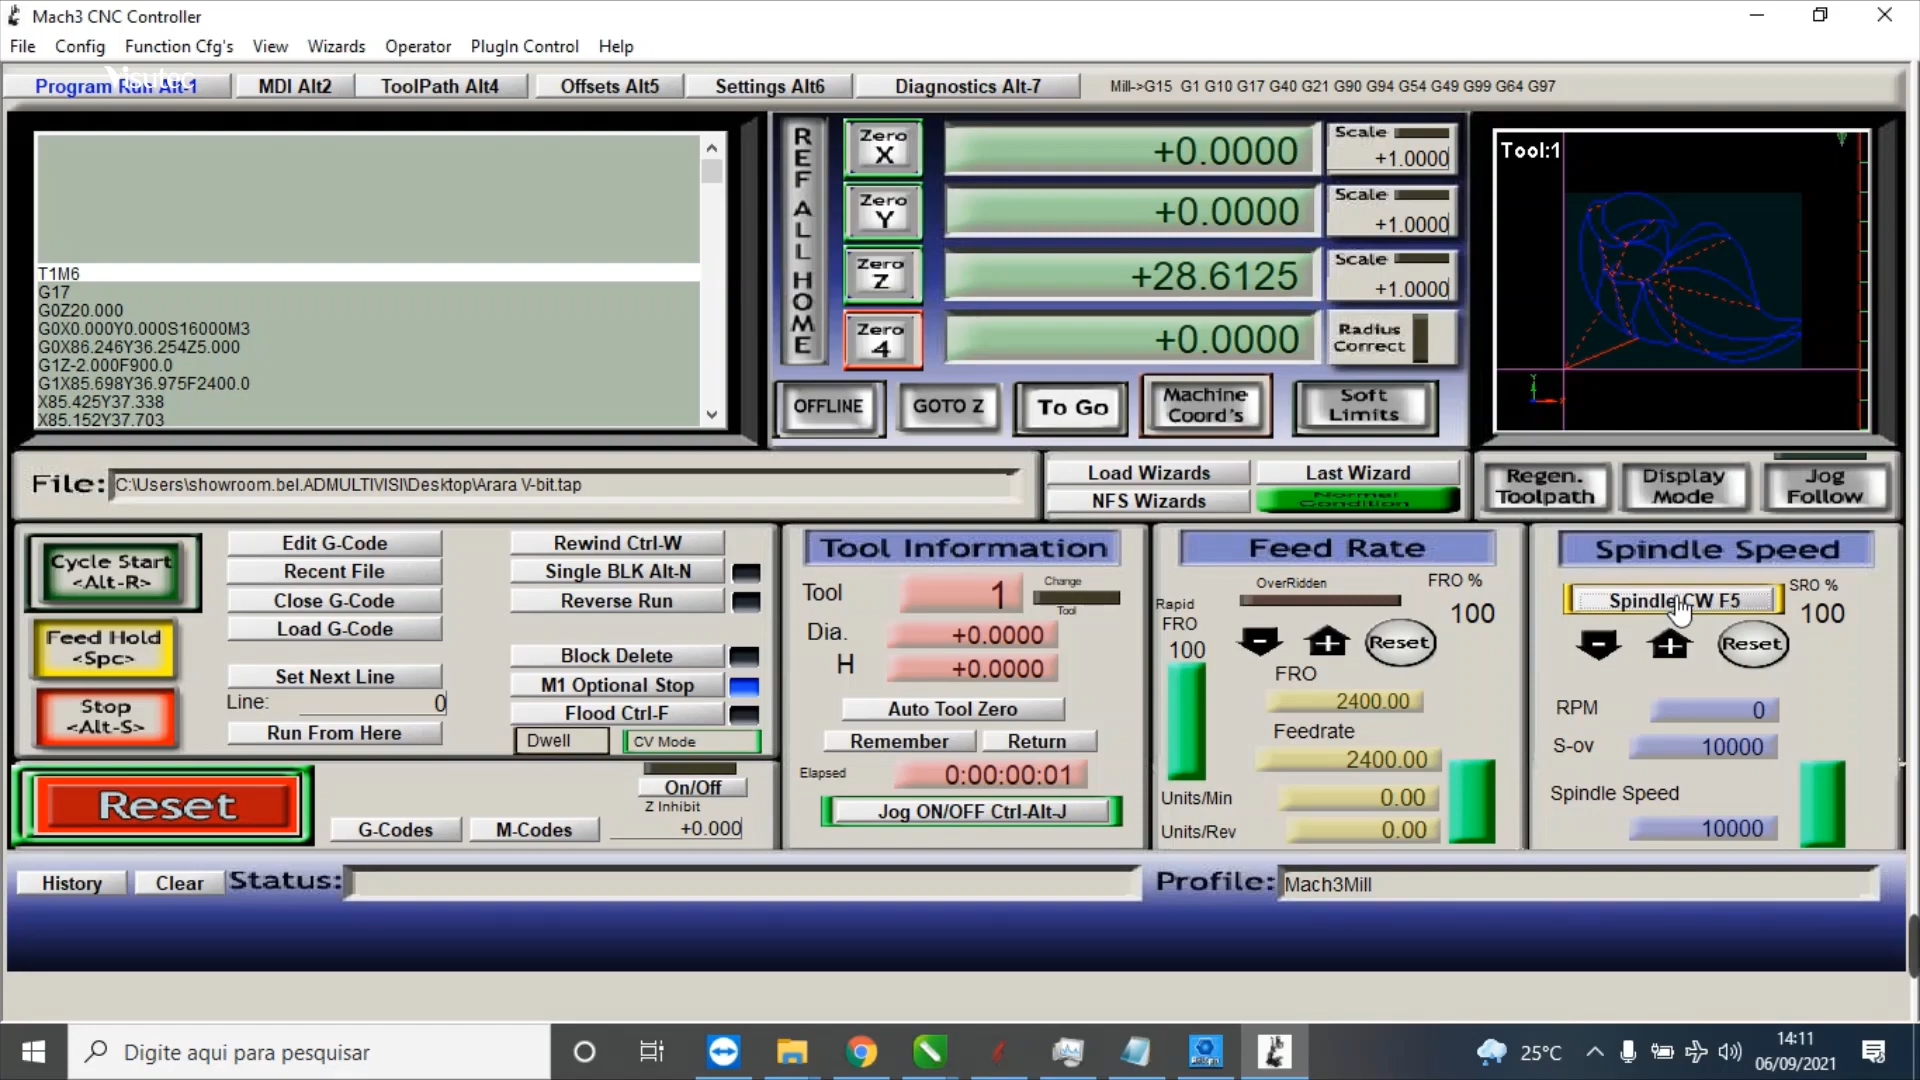 Mach3 CNC Controller
File Config Function Cfg's View Wizards Operator PlugIn Control Help
Program Run Alt-1 MDI Alt2 ToolPath Alt4 Offsets Alt5 Settings Alt6 Diagnostics Alt-7 Mill->G15 G1 G10 G17 G40 G21 G90 G94 G54 G49 G99 G64 G97
Visutec
T1M6
G17
G0Z20.000
G0X0.000Y0.000S16000M3
G0X86.246Y36.254Z5.000
G1Z-2.000F900.0
G1X85.698Y36.975F2400.0
X85.425Y37.338
X85.152Y37.703
REF ALL HOME
Zero X +0.0000 Scale +1.0000
Zero Y +0.0000 Scale +1.0000
Zero Z +28.6125 Scale +1.0000
Zero 4 +0.0000 Radius Correct
OFFLINE GOTO Z To Go Machine Coord's Soft Limits
Tool:1
File: C:\Users\showroom.bel.ADMULTIVISI\Desktop\Arara V-bit.tap
Load Wizards Last Wizard
NFS Wizards Normal Condition
Regen. Toolpath Display Mode Jog Follow
Cycle Start <Alt-R>
Feed Hold <Spc>
Stop <Alt-S>
Edit G-Code
Recent File
Close G-Code
Load G-Code
Set Next Line
Line: 0
Run From Here
Rewind Ctrl-W
Single BLK Alt-N
Reverse Run
Block Delete
M1 Optional Stop
Flood Ctrl-F
Dwell CV Mode
Reset
G-Codes M-Codes
On/Off
Z Inhibit
+0.000
Tool Information
Tool 1 Change Tool
Dia. +0.0000
H +0.0000
Auto Tool Zero
Remember Return
Elapsed 0:00:00:01
Jog ON/OFF Ctrl-Alt-J
Feed Rate
OverRidden FRO %
100
Rapid FRO 100
Reset
FRO
2400.00
Feedrate
2400.00
Units/Min 0.00
Units/Rev 0.00
Spindle Speed
Spindle CW F5 SRO %
100
Reset
RPM 0
S-ov 10000
Spindle Speed
10000
History Clear Status: Profile: Mach3Mill
Digite aqui para pesquisar
25°C
14:11
06/09/2021